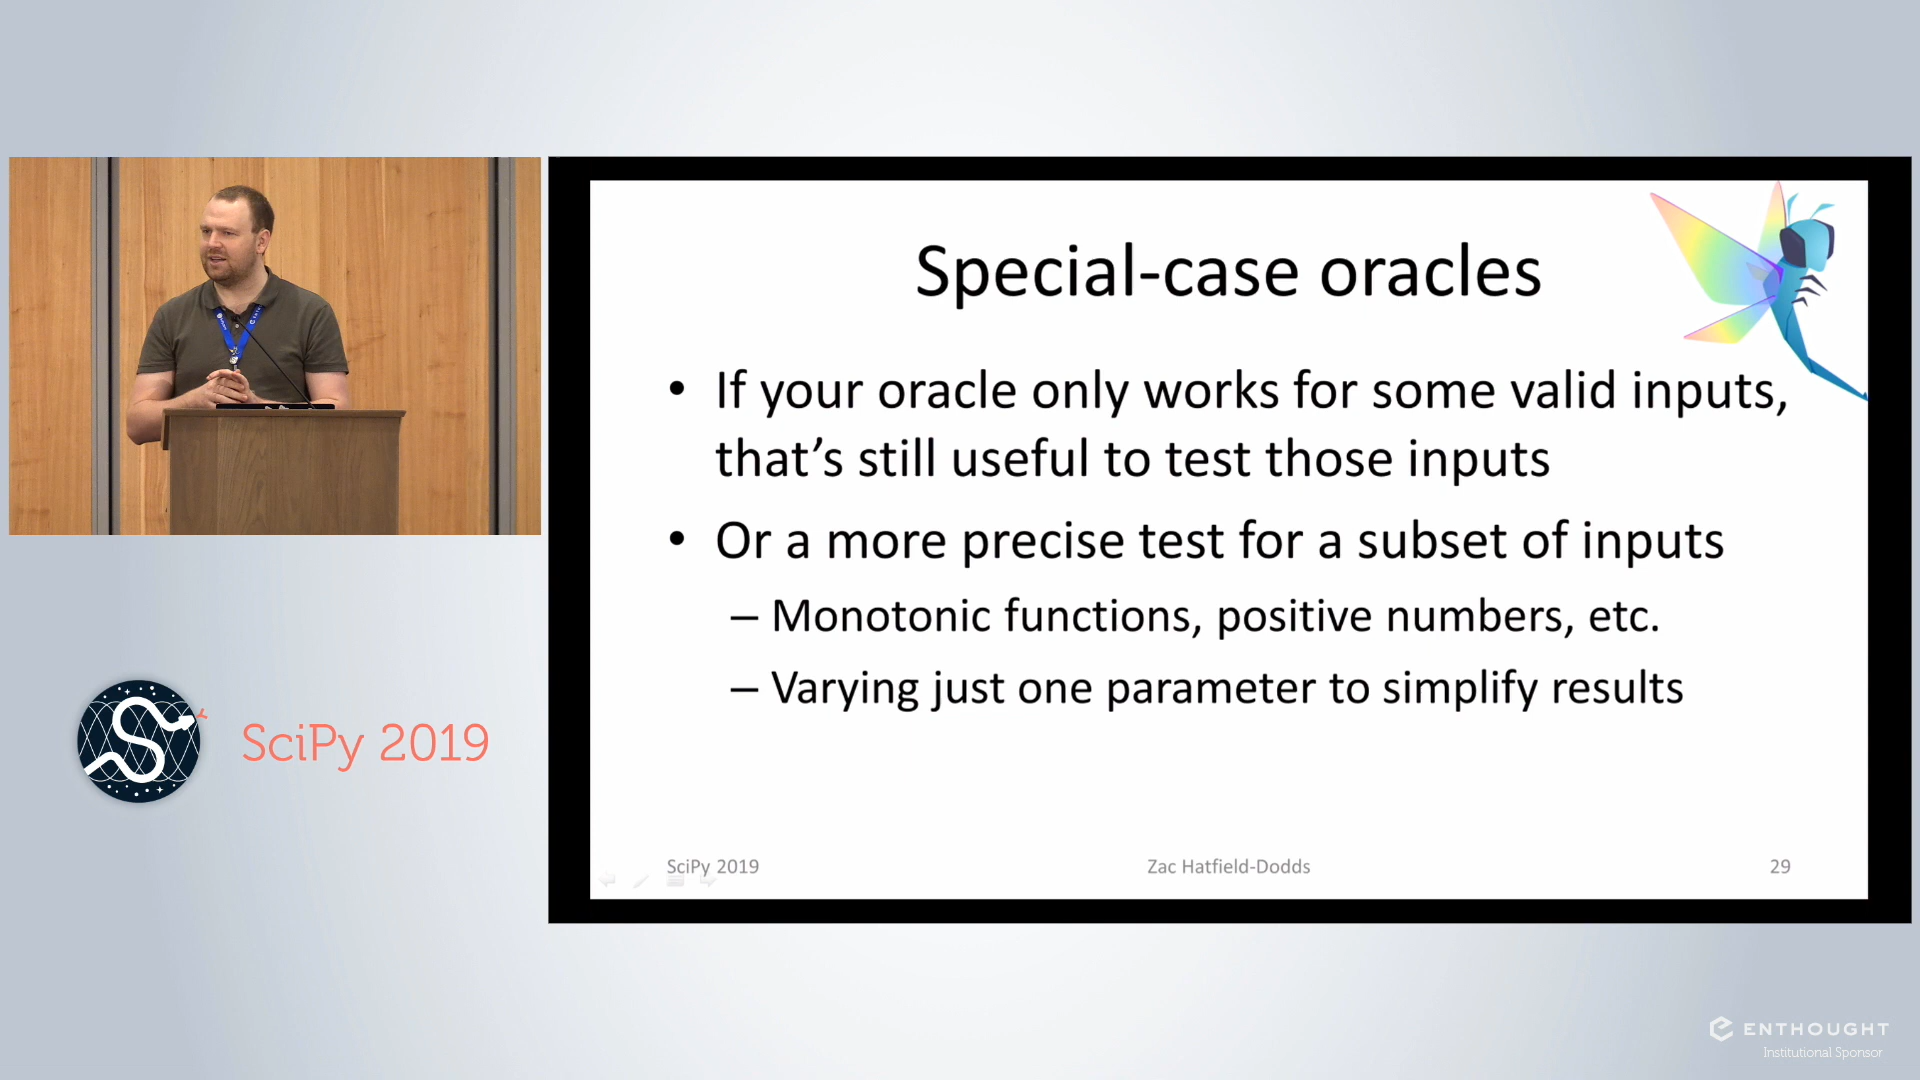 Special-case oracles
• If your oracle only works for some valid inputs,
that’s still useful to test those inputs
• Or a more precise test for a subset of inputs
– Monotonic functions, positive numbers, etc.
– Varying just one parameter to simplify results
SciPy 2019
Zac Hatfield-Dodds
29
SciPy 2019
ENTHOUGHT
Institutional Sponsor